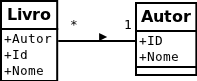 Livro
+Autor
+Id
+Nome
* 1
Autor
+ID
+Nome